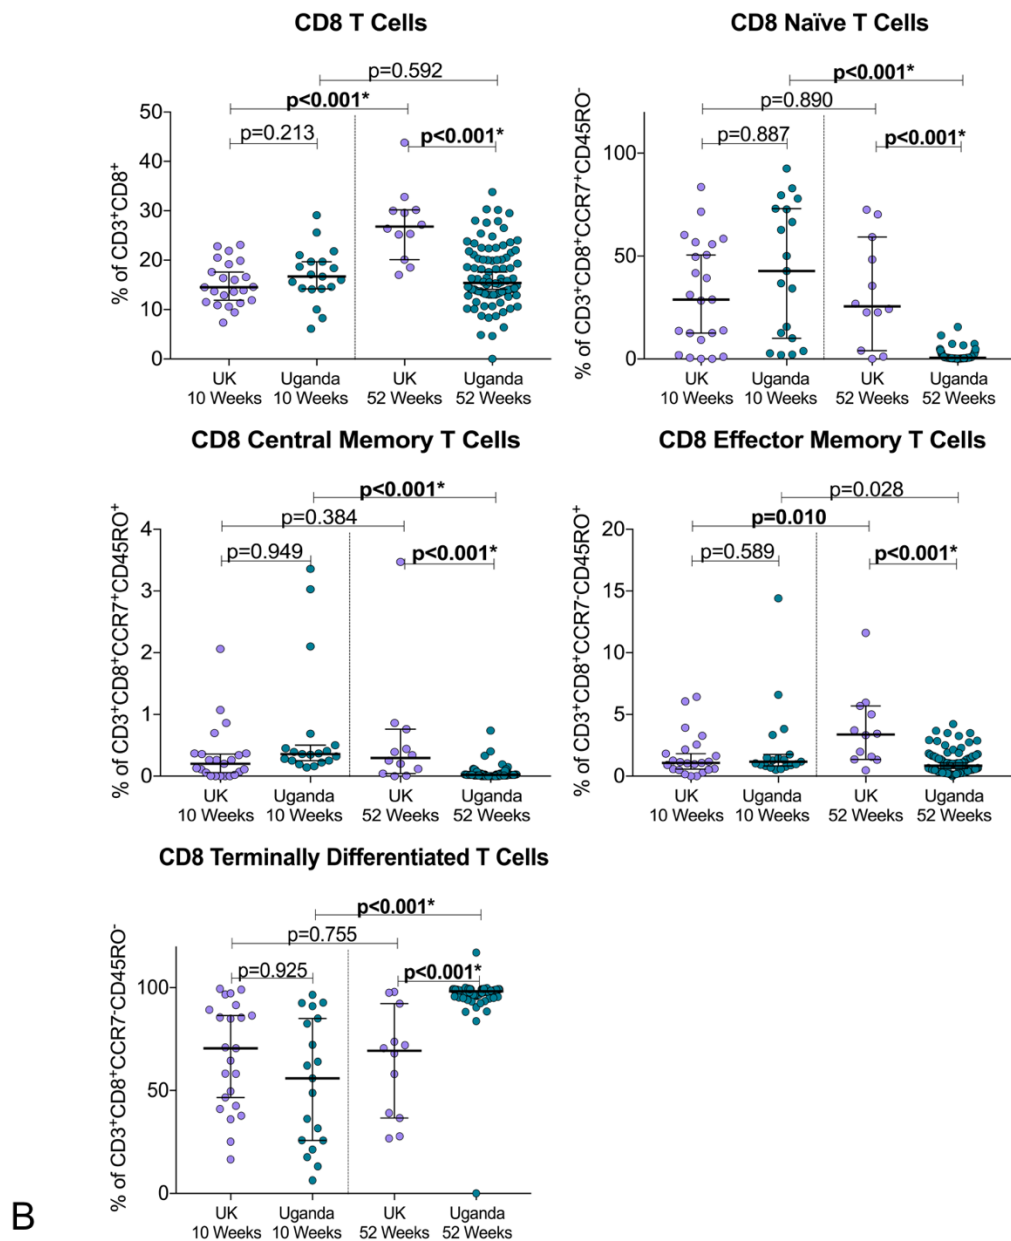 CD8 T Cells
p=0.592
p<0.001*
p=0.213
p<0.001*
% of CD3⁺CD8⁺
50
40
30
20
10
0
UK
10 Weeks
Uganda
10 Weeks
UK
52 Weeks
Uganda
52 Weeks
CD8 Naïve T Cells
p<0.001*
p=0.890
p=0.887
p<0.001*
% of CD3⁺CD8⁺CCR7⁺CD45RO⁻
100
50
0
UK
10 Weeks
Uganda
10 Weeks
UK
52 Weeks
Uganda
52 Weeks
CD8 Central Memory T Cells
p<0.001*
p=0.384
p=0.949
p<0.001*
% of CD3⁺CD8⁺CCR7⁺CD45RO⁺
4
3
2
1
0
UK
10 Weeks
Uganda
10 Weeks
UK
52 Weeks
Uganda
52 Weeks
CD8 Effector Memory T Cells
p=0.028
p=0.010
p=0.589
p<0.001*
% of CD3⁺CD8⁺CCR7⁻CD45RO⁺
20
15
10
5
0
UK
10 Weeks
Uganda
10 Weeks
UK
52 Weeks
Uganda
52 Weeks
CD8 Terminally Differentiated T Cells
p<0.001*
p=0.755
p=0.925
p<0.001*
% of CD3⁺CD8⁺CCR7⁻CD45RO⁻
100
50
0
UK
10 Weeks
Uganda
10 Weeks
UK
52 Weeks
Uganda
52 Weeks
B